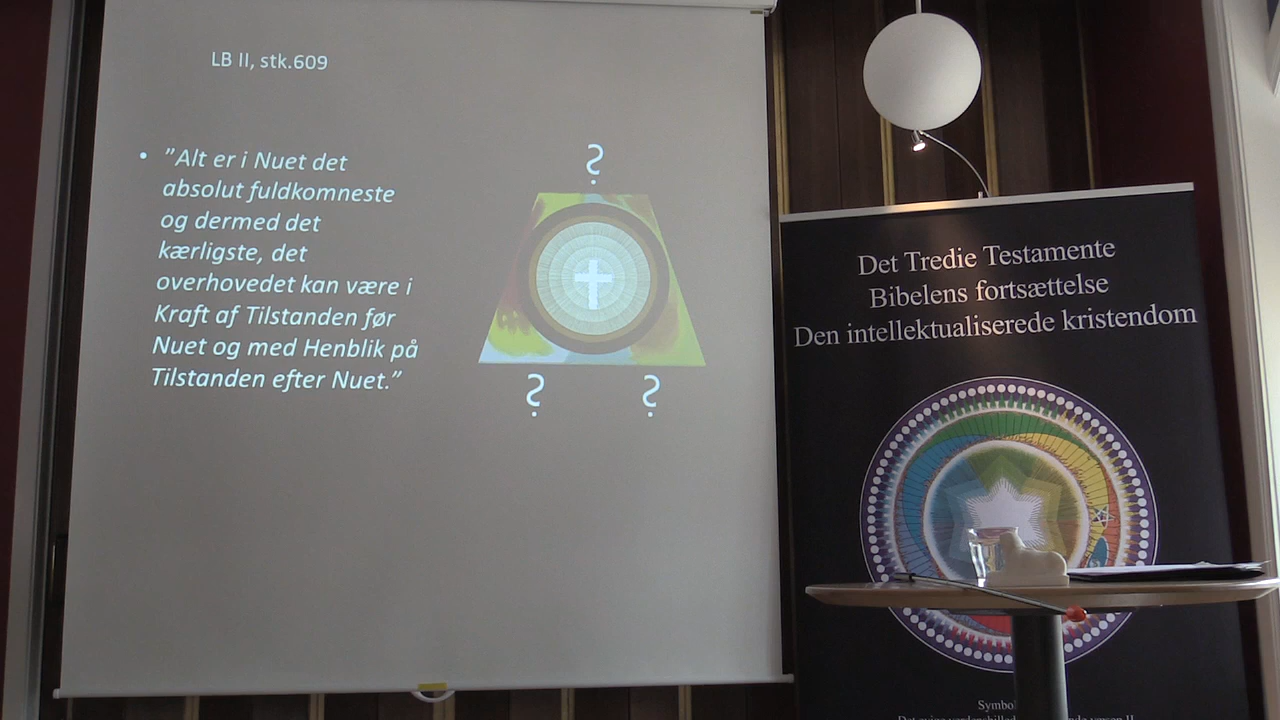 LB II, stk.609
• ”Alt er i Nuet det
absolut fuldkomneste
og dermed det
kærligste, det
overhovedet kan være i
Kraft af Tilstanden før
Nuet og med Henblik på
Tilstanden efter Nuet.”
?
? ?
Det Tredie Testamente
Bibelens fortsættelse
Den intellektualiserede kristendom